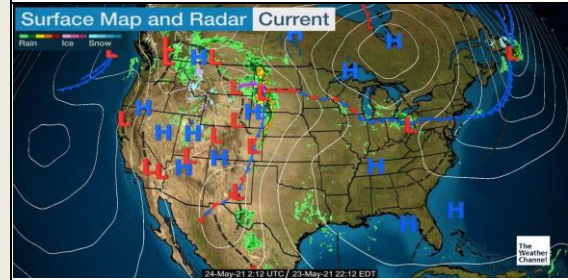 Surface Map and Radar Current
Rain Ice Snow
L L H H L
L L H H
L L H
L H H L L
L H L
L L H H H
L
H H
The
Weather
Channel
24-May-21 2:12 UTC / 23-May-21 22:12 EDT